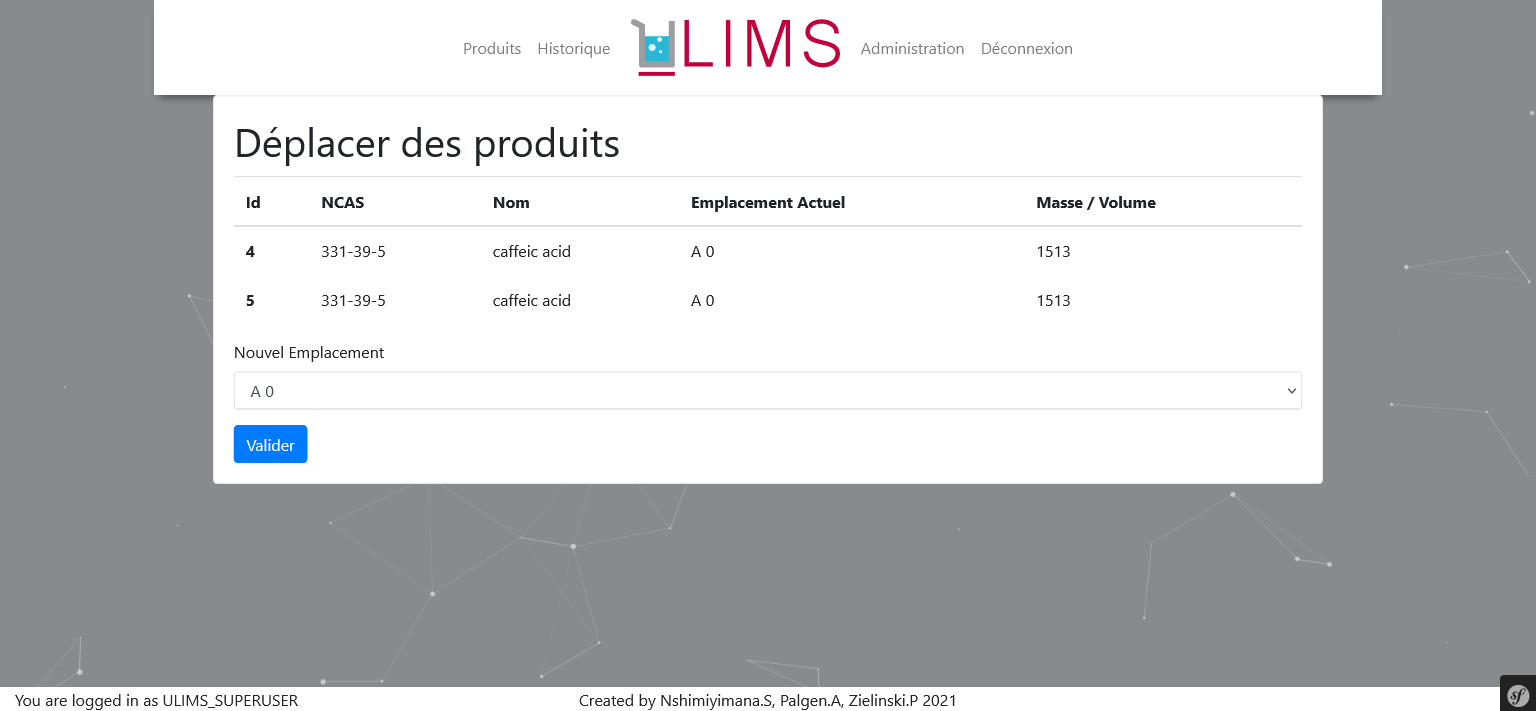 Produits Historique LIMS Administration Déconnexion
Déplacer des produits
Id NCAS Nom Emplacement Actuel Masse / Volume
4 331-39-5 caffeic acid A 0 1513
5 331-39-5 caffeic acid A 0 1513
Nouvel Emplacement
A 0
Valider
You are logged in as ULIMS_SUPERUSER Created by Nshimiyimana.S, Palgen.A, Zielinski.P 2021
sf